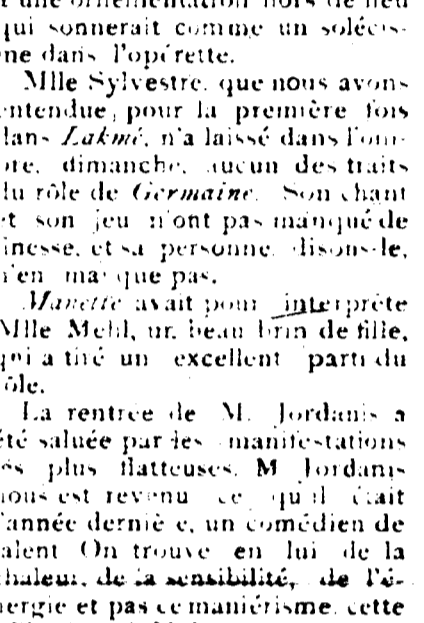 qui sonnerait comme un solécis-
me dans l'opérette.
Mlle Sylvestre, que nous avons
entendue, pour la première fois
dans Lakmé, n'a laissé dans l'om-
bre, dimanche, aucun des traits
du rôle de Germaine. Son chant
et son jeu n'ont pas manqué de
finesse, et sa personne, disons-le,
n'en manque pas.
Manette avait pour interprète
Mlle Mehl, un beau brin de fille,
qui a tiré un excellent parti du
rôle.
La rentrée de M. Jordanis a
été saluée par les manifestations
les plus flatteuses. M Jordanis
nous est revenu ce qu'il était
l'année dernière, un comédien de
talent On trouve en lui de la
chaleur, de la sensibilité, de l'é-
nergie et pas ce maniérisme, cette